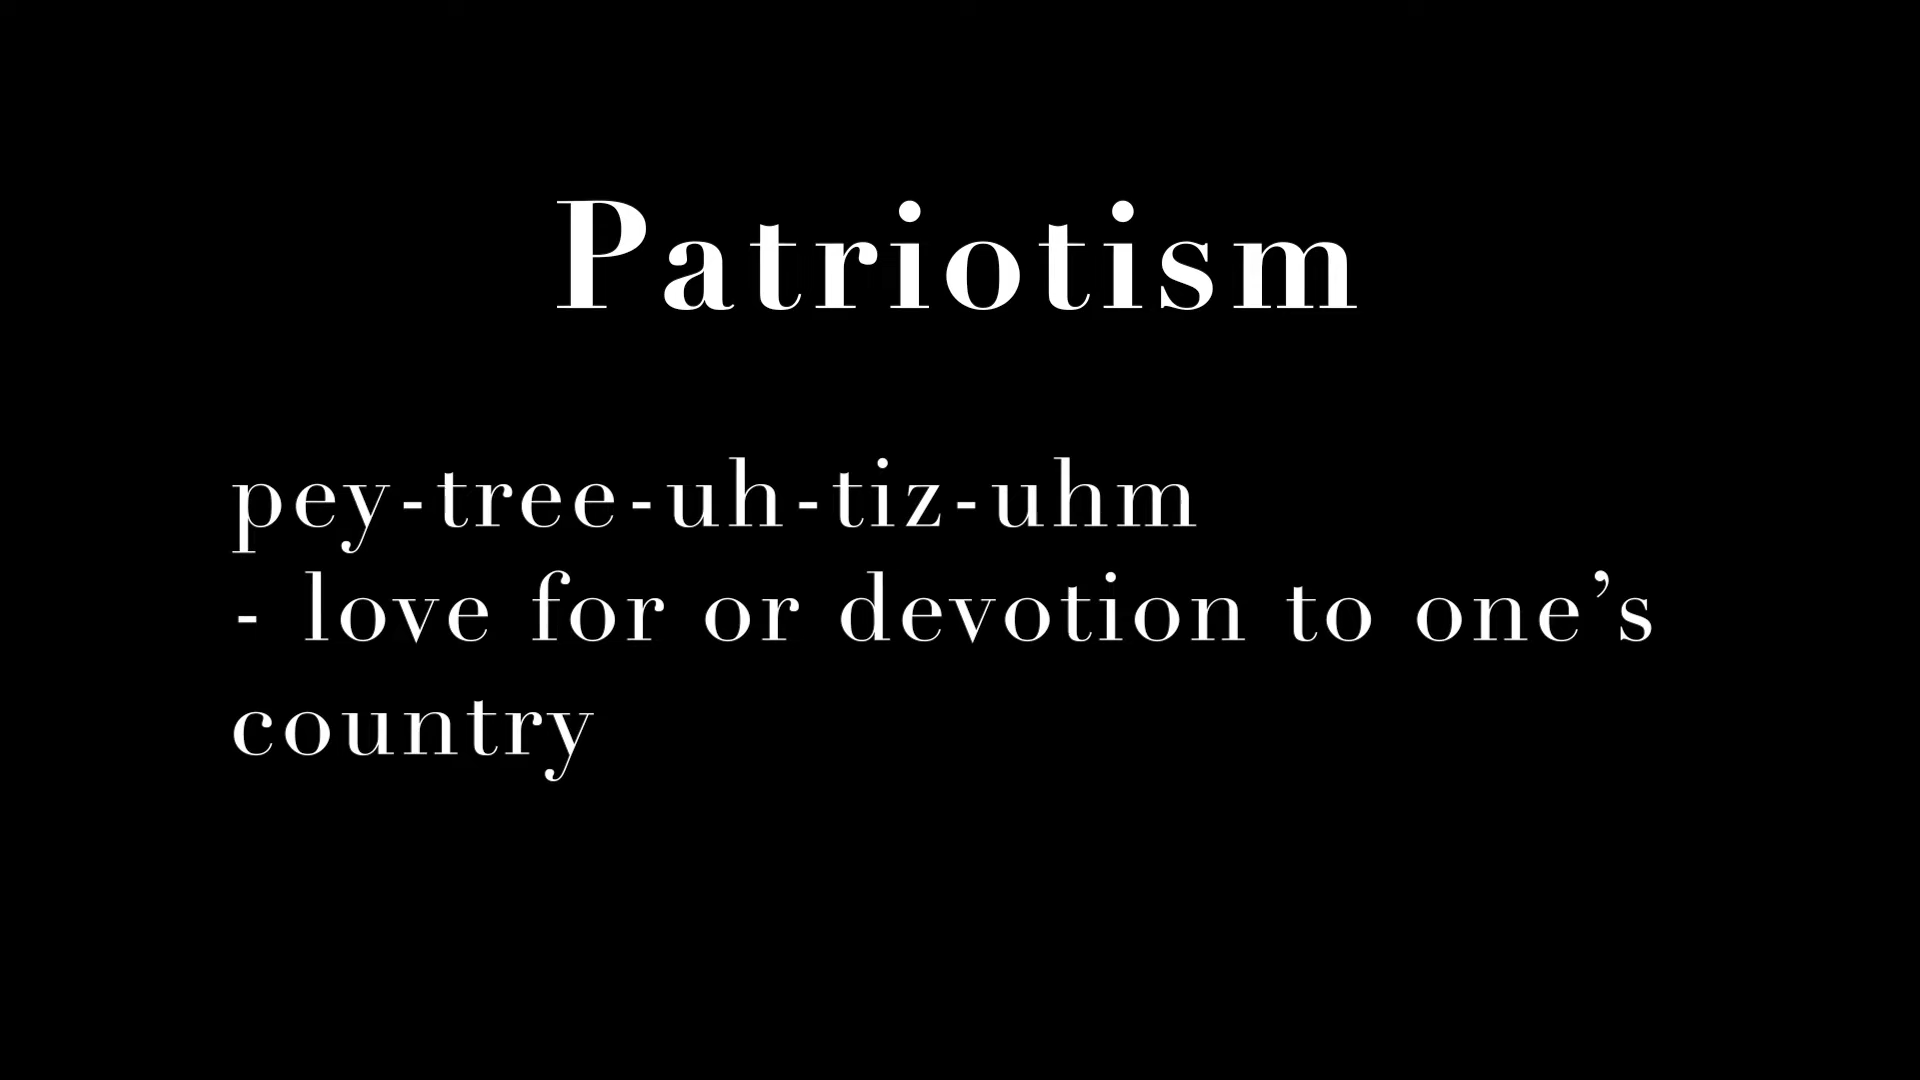 Patriotism
pey-tree-uh-tiz-uhm
- love for or devotion to one’s
country